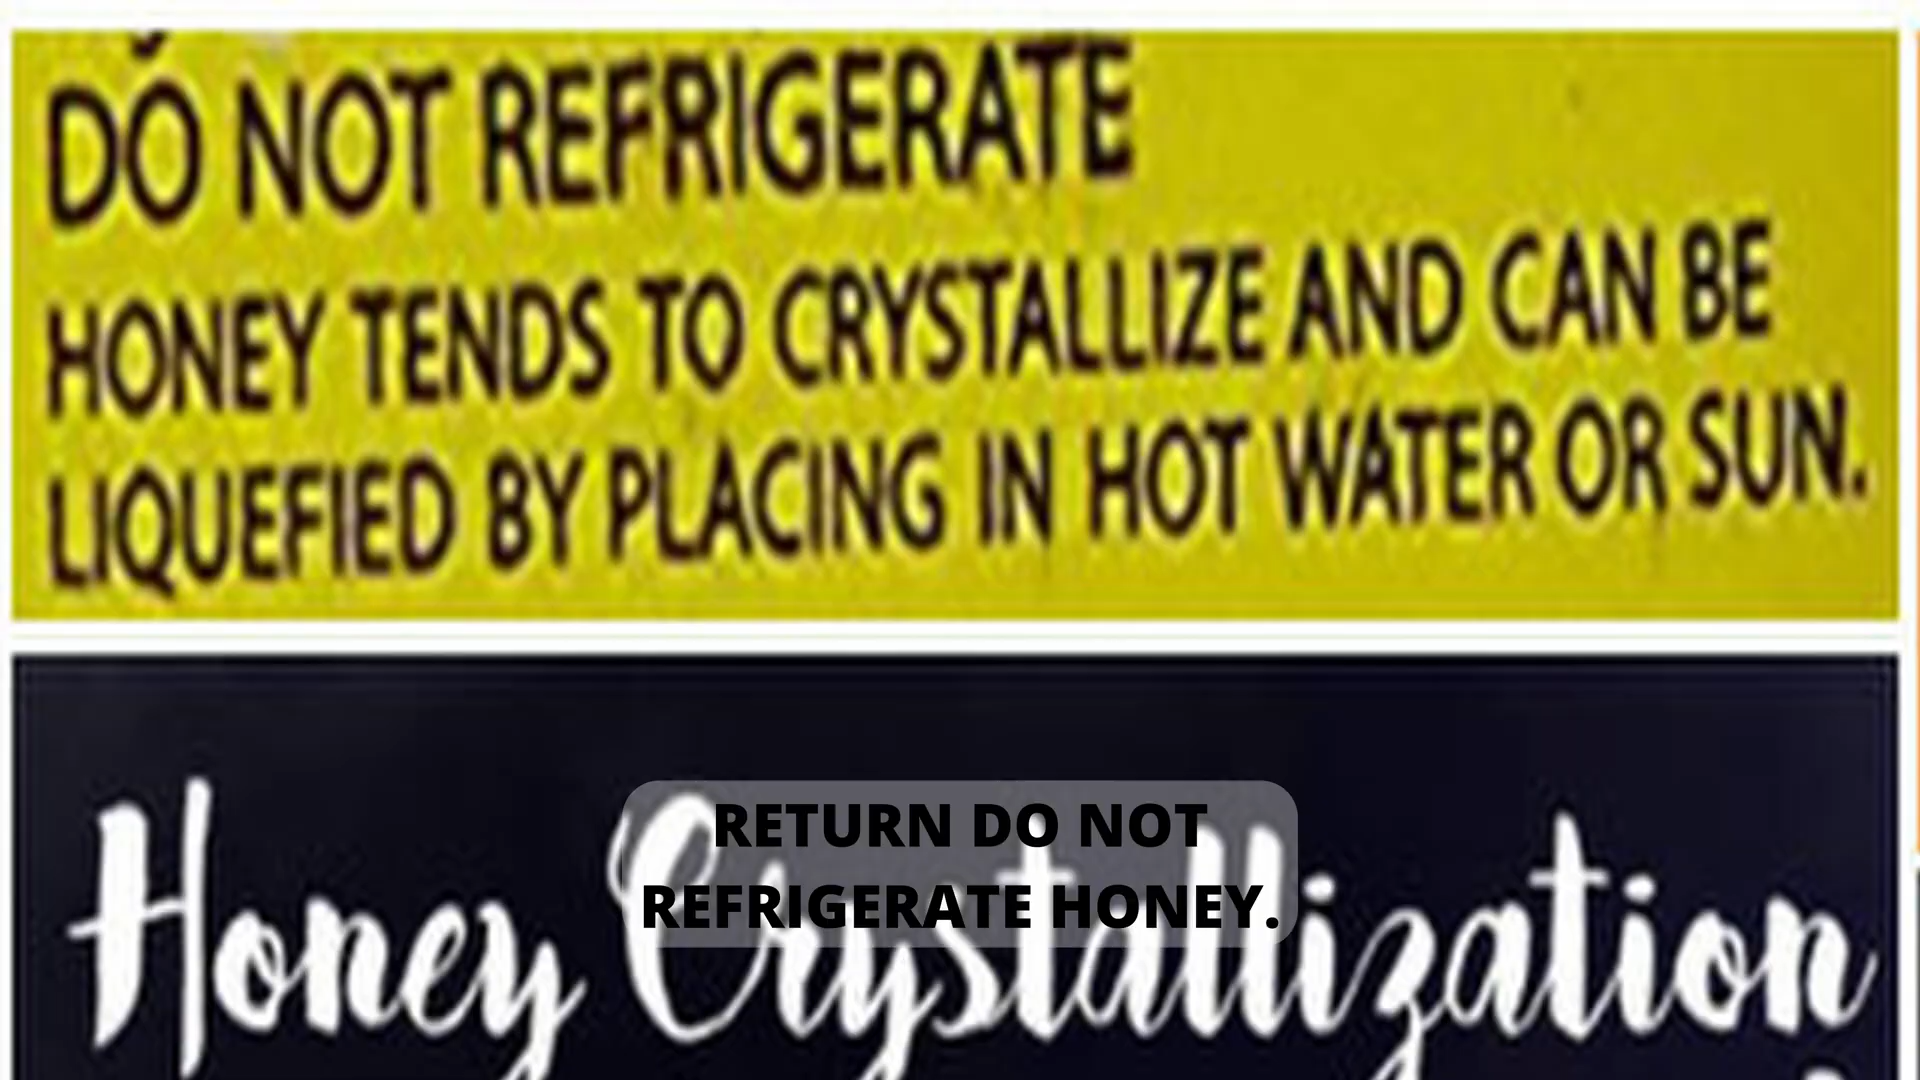 DO NOT REFRIGERATE
HONEY TENDS TO CRYSTALLIZE AND CAN BE
LIQUEFIED BY PLACING IN HOT WATER OR SUN.
RETURN DO NOT
REFRIGERATE HONEY.
Honey Crystallization